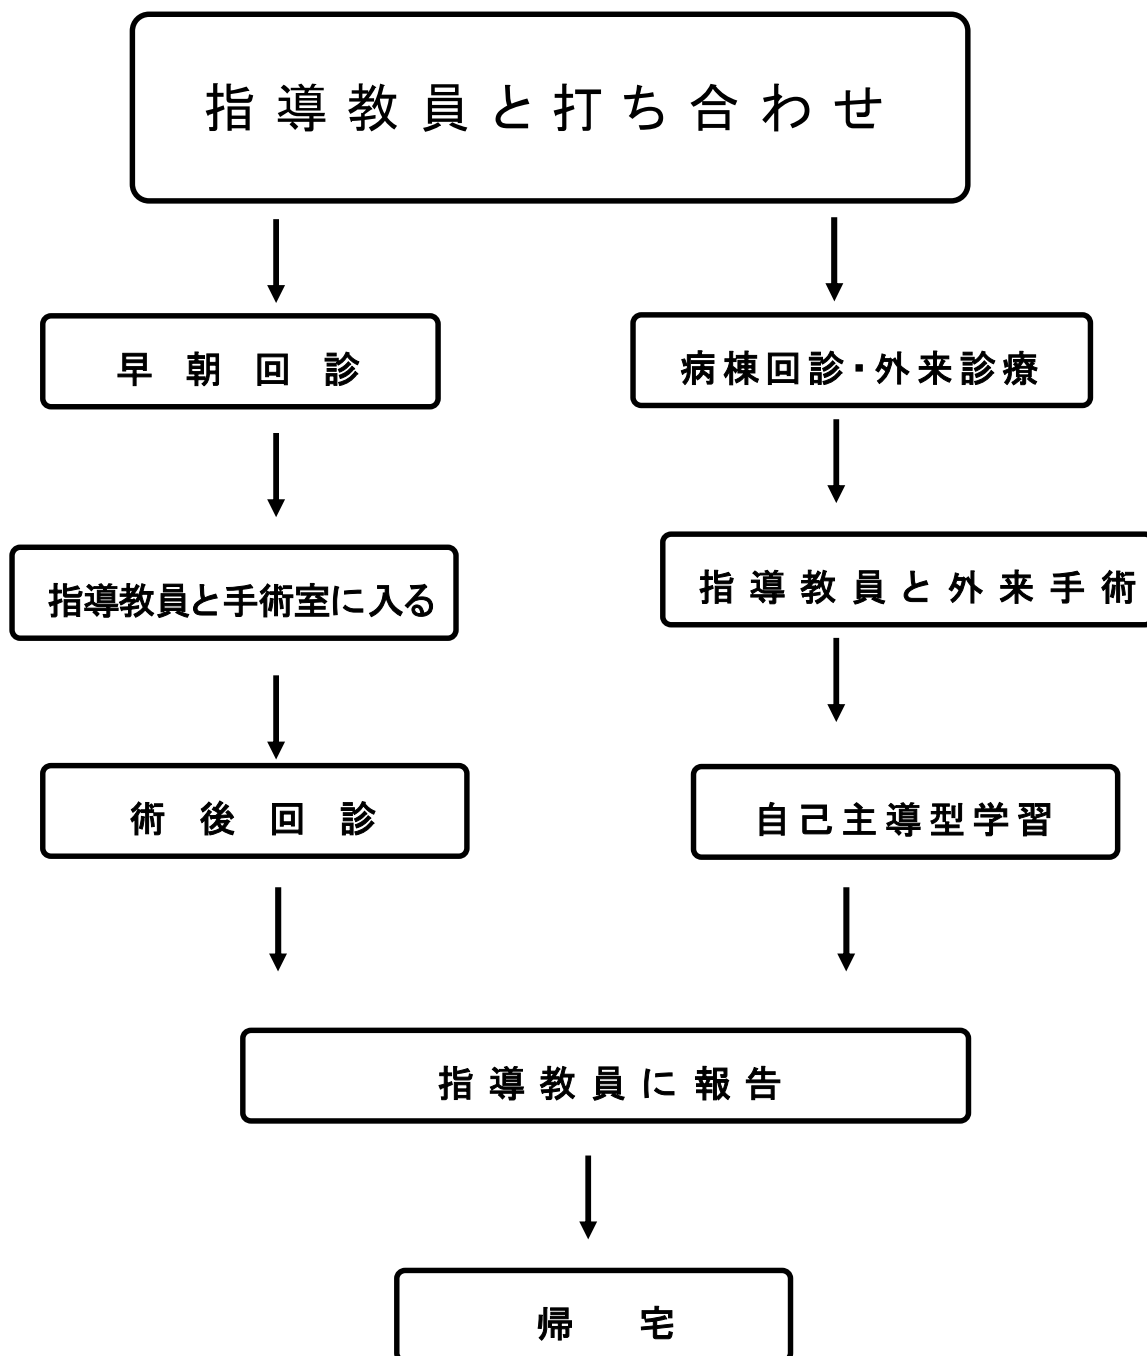 指導教員と打ち合わせ
早朝回診
病棟回診・外来診療
指導教員と手術室に入る
指導教員と外来手術
術後回診
自己主導型学習
指導教員に報告
帰宅